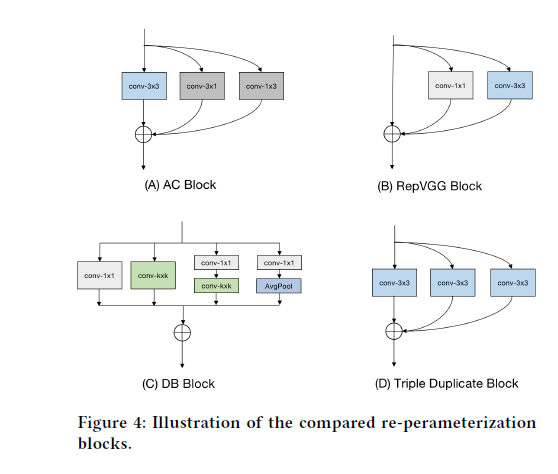 conv-3x3 conv-3x1 conv-1x3
(A) AC Block
conv-1x1 conv-3x3
(B) RepVGG Block
conv-1x1 conv-kxk conv-1x1 conv-1x1
conv-kxk AvgPool
(C) DB Block
conv-3x3 conv-3x3 conv-3x3
(D) Triple Duplicate Block
Figure 4: Illustration of the compared re-perameterization
blocks.